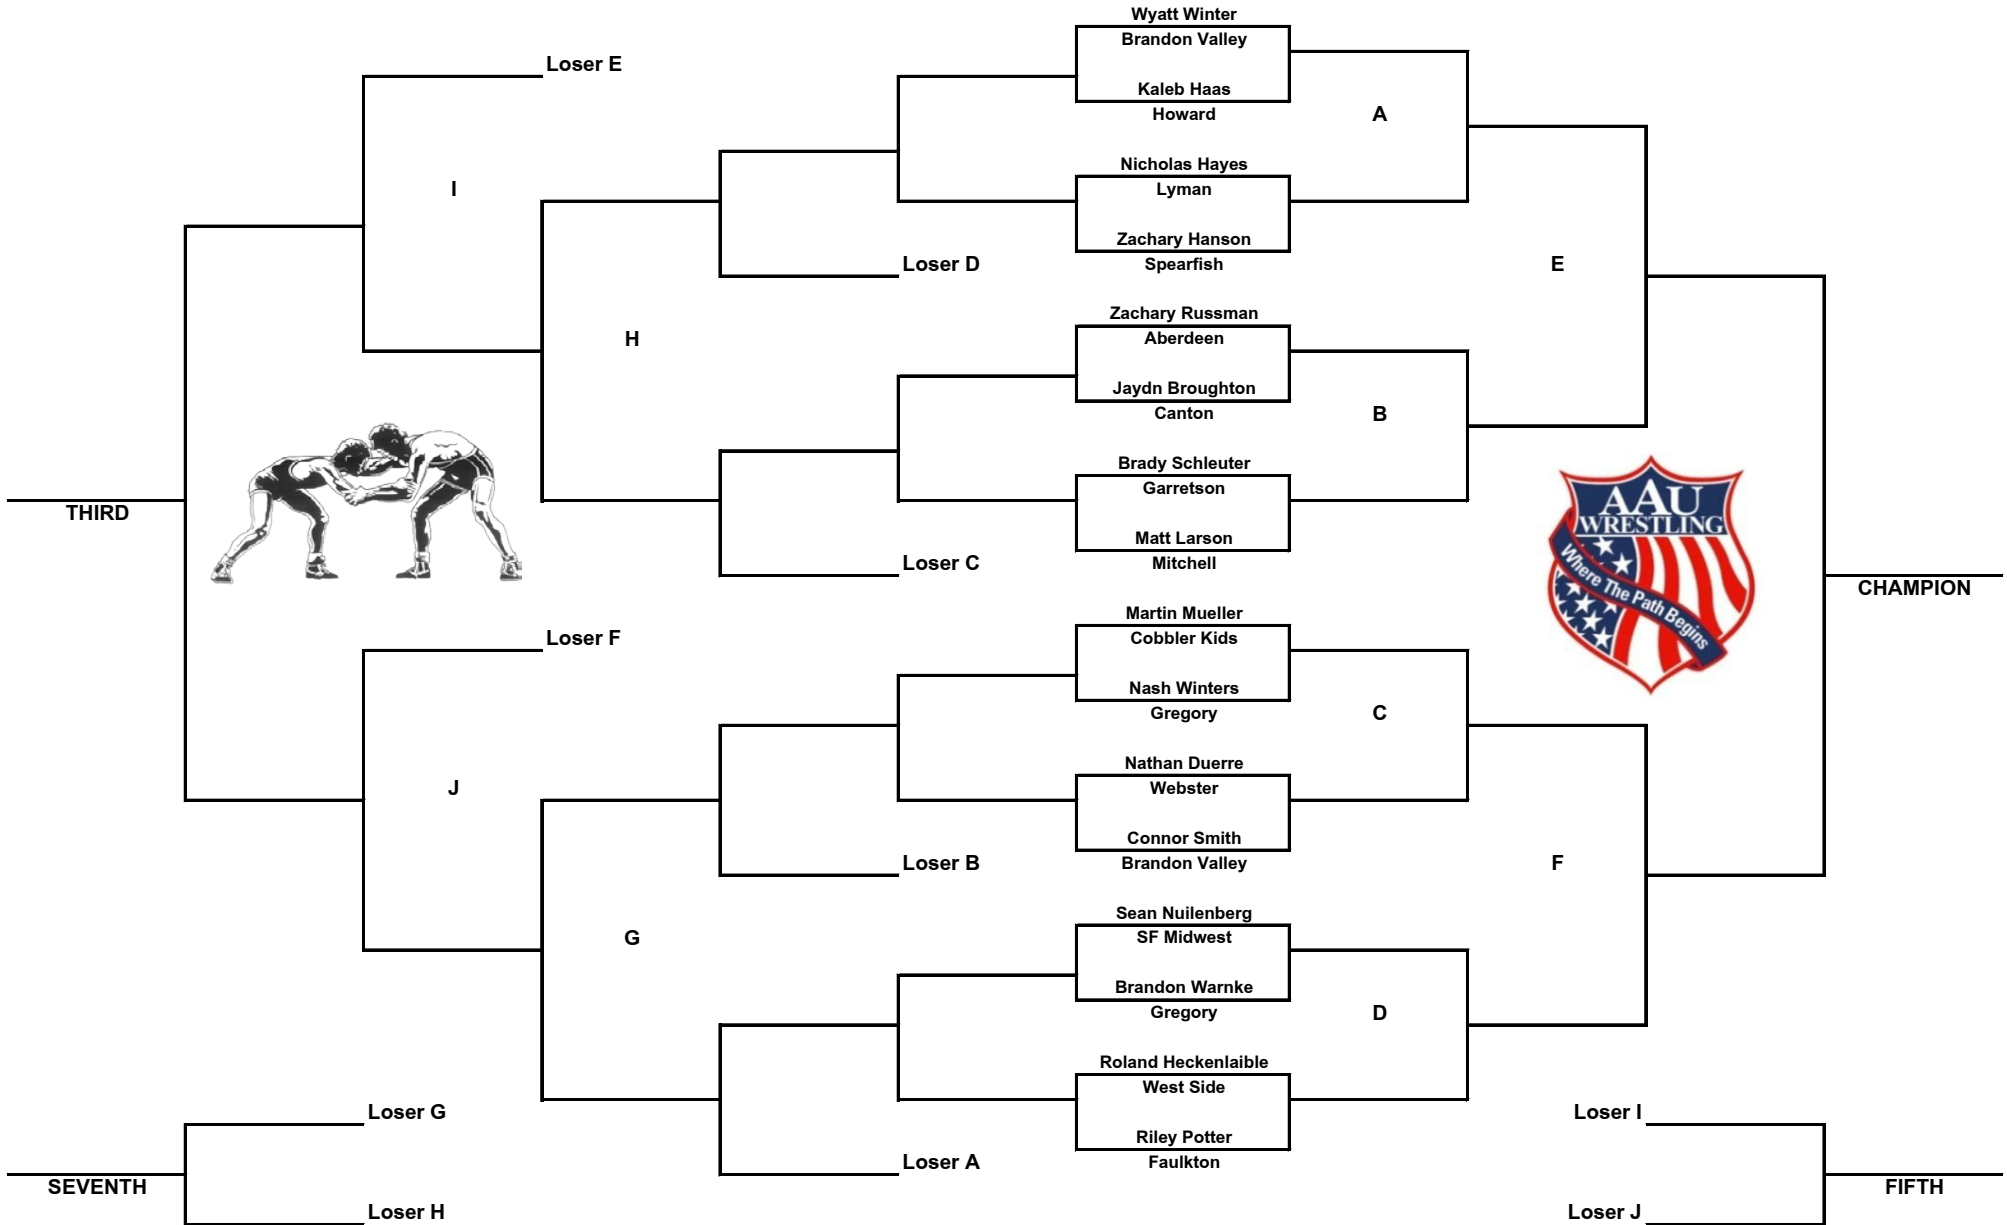 Wyatt Winter
Brandon Valley
Loser E
Kaleb Haas
A
Howard
Nicholas Hayes
I
Lyman
Zachary Hanson
Loser D
Spearfish
E
Zachary Russman
H
Aberdeen
Jaydn Broughton
B
Canton
Brady Schleuter
Garretson
THIRD
Matt Larson
Loser C
Mitchell
AAU
WRESTLING
Where The Path Begins
CHAMPION
Martin Mueller
Loser F
Cobbler Kids
Nash Winters
C
Gregory
Nathan Duerre
J
Webster
Connor Smith
Loser B
Brandon Valley
F
Sean Nuilenberg
G
SF Midwest
Brandon Warnke
D
Gregory
Roland Heckenlaible
West Side
Loser G
Loser I
Riley Potter
Loser A
Faulkton
SEVENTH
FIFTH
Loser H
Loser J